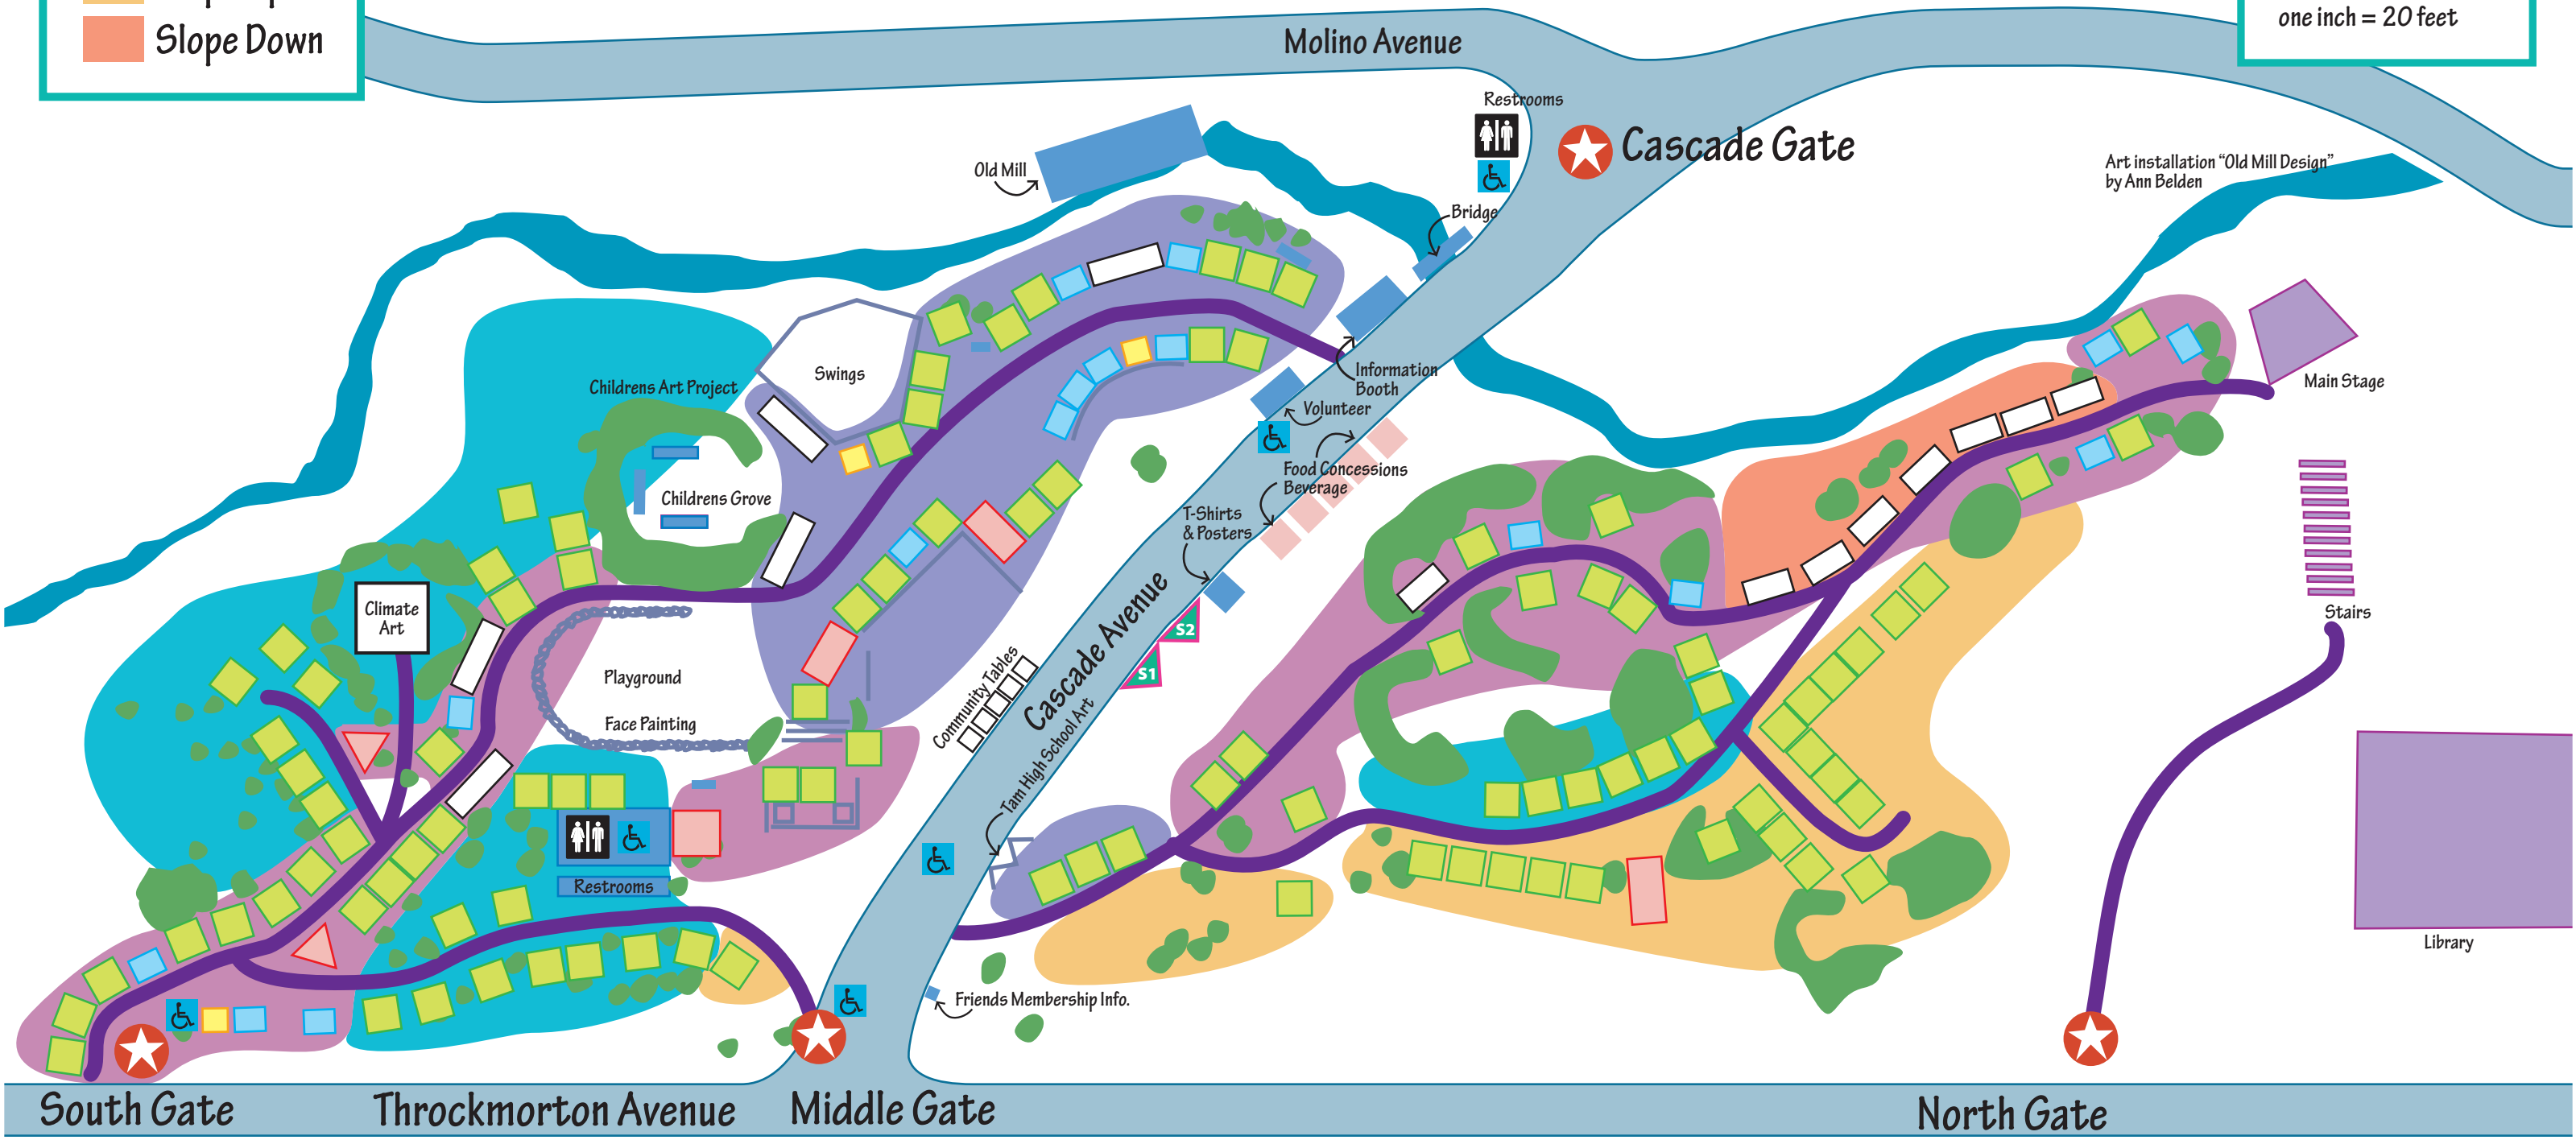 Slope Down
one inch = 20 feet
Molino Avenue
Restrooms
Cascade Gate
Old Mill
Bridge
Art installation “Old Mill Design”
by Ann Belden
Swings
Childrens Art Project
Childrens Grove
Information
Booth
Volunteer
Food Concessions
Beverage
T-Shirts
& Posters
Main Stage
Stairs
Climate
Art
S2
S1
Playground
Face Painting
Community Tables
Cascade Avenue
Tam High School Art
Restrooms
Library
Friends Membership Info.
South Gate
Throckmorton Avenue
Middle Gate
North Gate